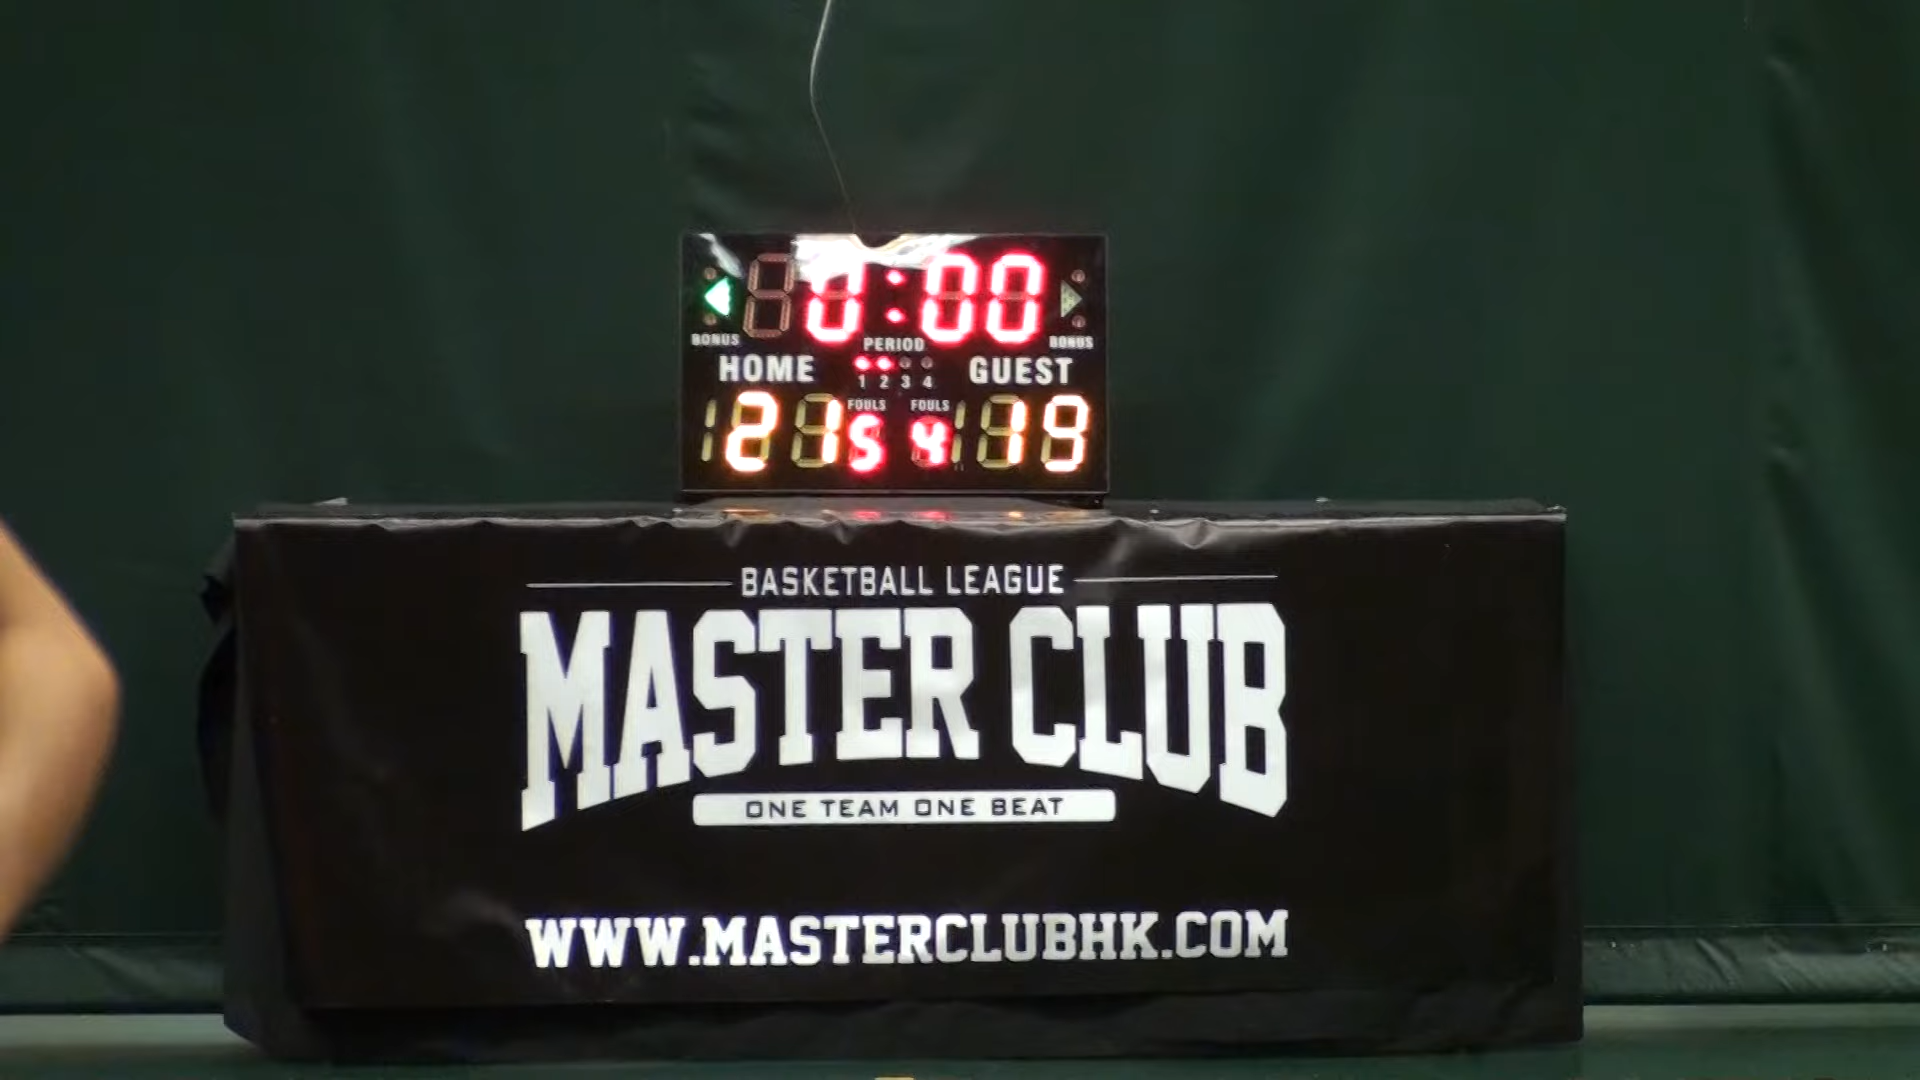 0:00
BONUS PERIOD BONUS
HOME GUEST
1 2 3 4
FOULS FOULS
21 5 4 19
BASKETBALL LEAGUE
MASTER CLUB
ONE TEAM ONE BEAT
WWW.MASTERCLUBHK.COM